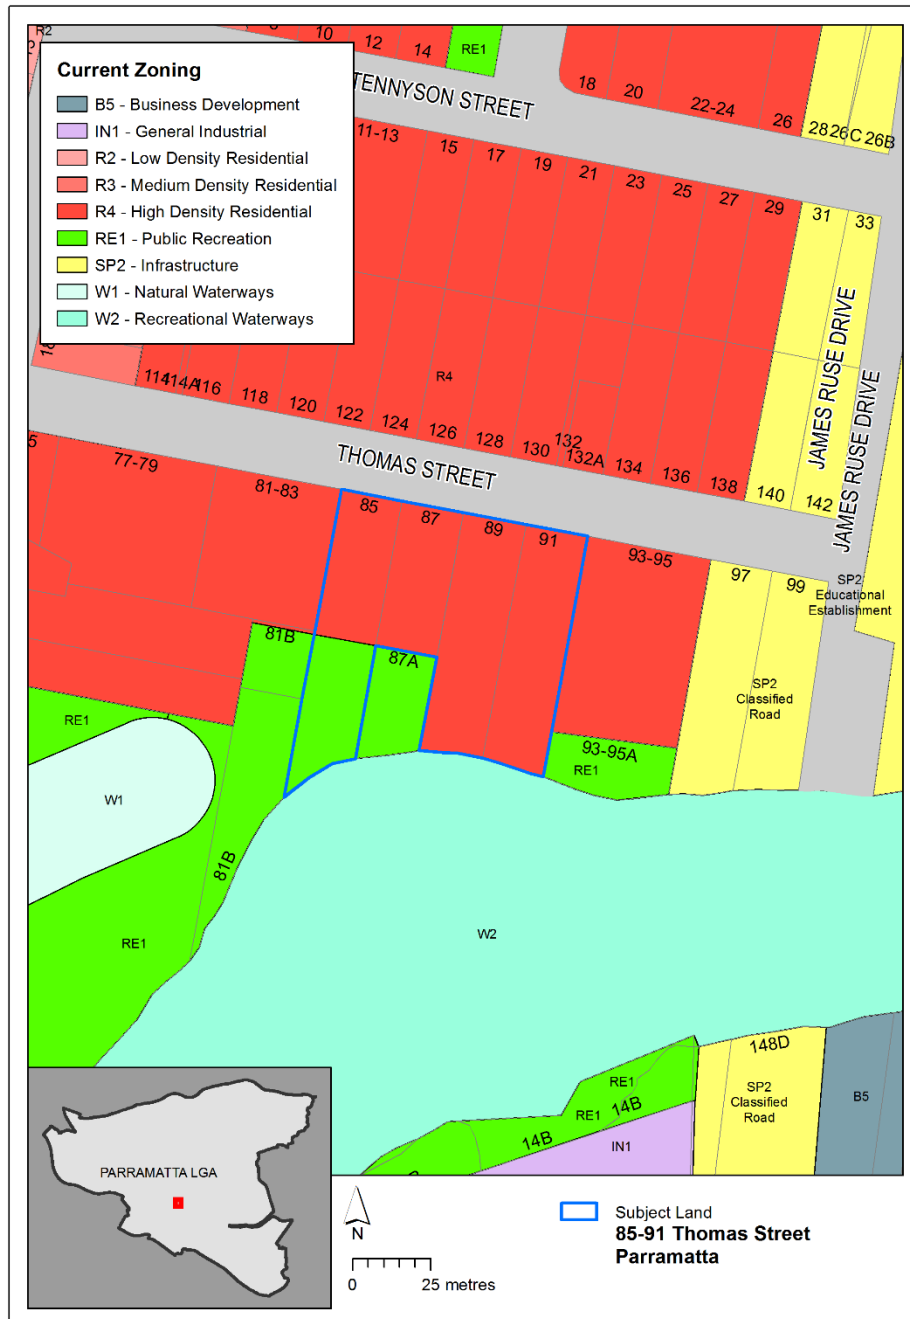 R2
10
12
14
RE1
18
20
22-24
26
28
26C
26B
Current Zoning
B5 - Business Development
IN1 - General Industrial
R2 - Low Density Residential
R3 - Medium Density Residential
R4 - High Density Residential
RE1 - Public Recreation
SP2 - Infrastructure
W1 - Natural Waterways
W2 - Recreational Waterways
TENNYSON STREET
11-13
15
17
19
21
23
25
27
29
31
33
JAMES RUSE DRIVE
JAMES RUSE DRIVE
R4
114
114A
116
118
120
122
124
126
128
130
132
132A
134
136
138
140
142
THOMAS STREET
77-79
81-83
85
87
89
91
93-95
97
99
SP2
Educational
Establishment
81B
87A
SP2
Classified
Road
RE1
93-95A
RE1
W1
81B
RE1
W2
148D
RE1
14B
RE1
14B
SP2
Classified
Road
B5
IN1
PARRAMATTA LGA
N
0 25 metres
Subject Land
85-91 Thomas Street
Parramatta